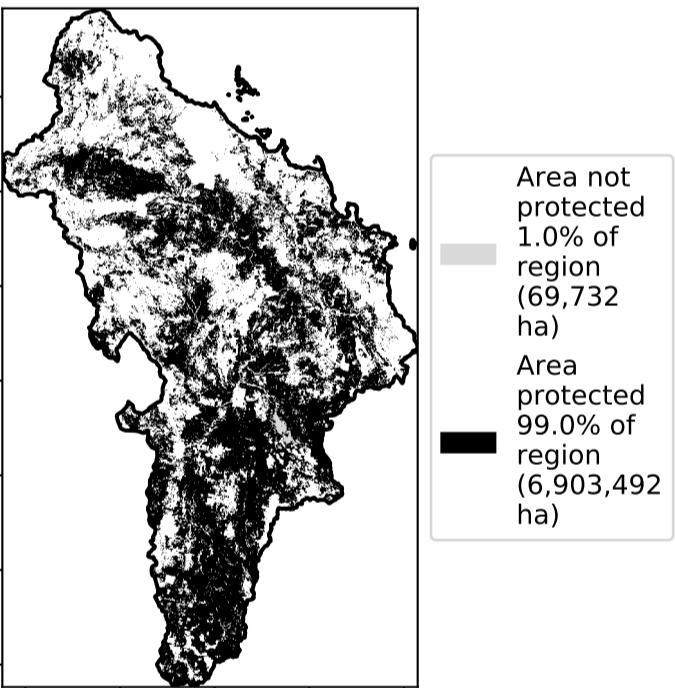 Area not
protected
1.0% of
region
(69,732
ha)
Area
protected
99.0% of
region
(6,903,492
ha)